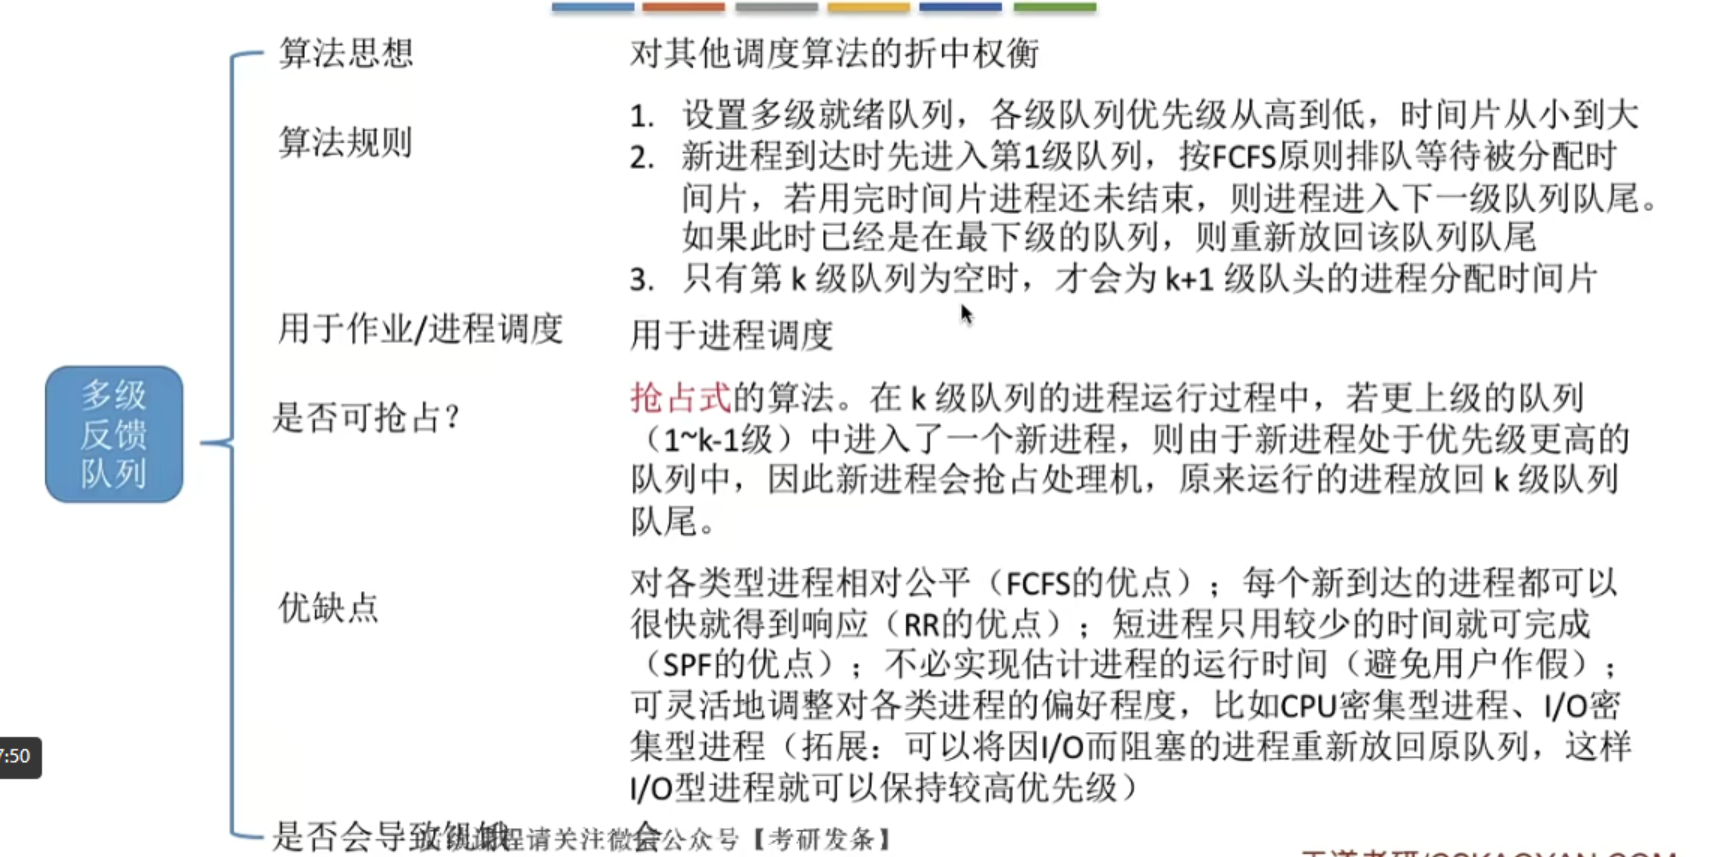 算法思想
对其他调度算法的折中权衡
算法规则
1. 设置多级就绪队列，各级队列优先级从高到低，时间片从小到大
2. 新进程到达时先进入第1级队列，按FCFS原则排队等待被分配时
间片，若用完时间片进程还未结束，则进程进入下一级队列队尾。
如果此时已经是在最下级的队列，则重新放回该队列队尾
3. 只有第 k 级队列为空时，才会为 k+1 级队头的进程分配时间片
用于作业/进程调度
用于进程调度
多级
反馈
队列
是否可抢占？
抢占式的算法。在 k 级队列的进程运行过程中，若更上级的队列
（1~k-1级）中进入了一个新进程，则由于新进程处于优先级更高的
队列中，因此新进程会抢占处理机，原来运行的进程放回 k 级队列
队尾。
优缺点
对各类型进程相对公平（FCFS的优点）；每个新到达的进程都可以
很快就得到响应（RR的优点）；短进程只用较少的时间就可完成
（SPF的优点）；不必实现估计进程的运行时间（避免用户作假）；
可灵活地调整对各类进程的偏好程度，比如CPU密集型进程、I/O密
集型进程（拓展：可以将因I/O而阻塞的进程重新放回原队列，这样
I/O型进程就可以保持较高优先级）
7:50
是否会导致饥饿
会
课程请关注微信公众号【考研发条】